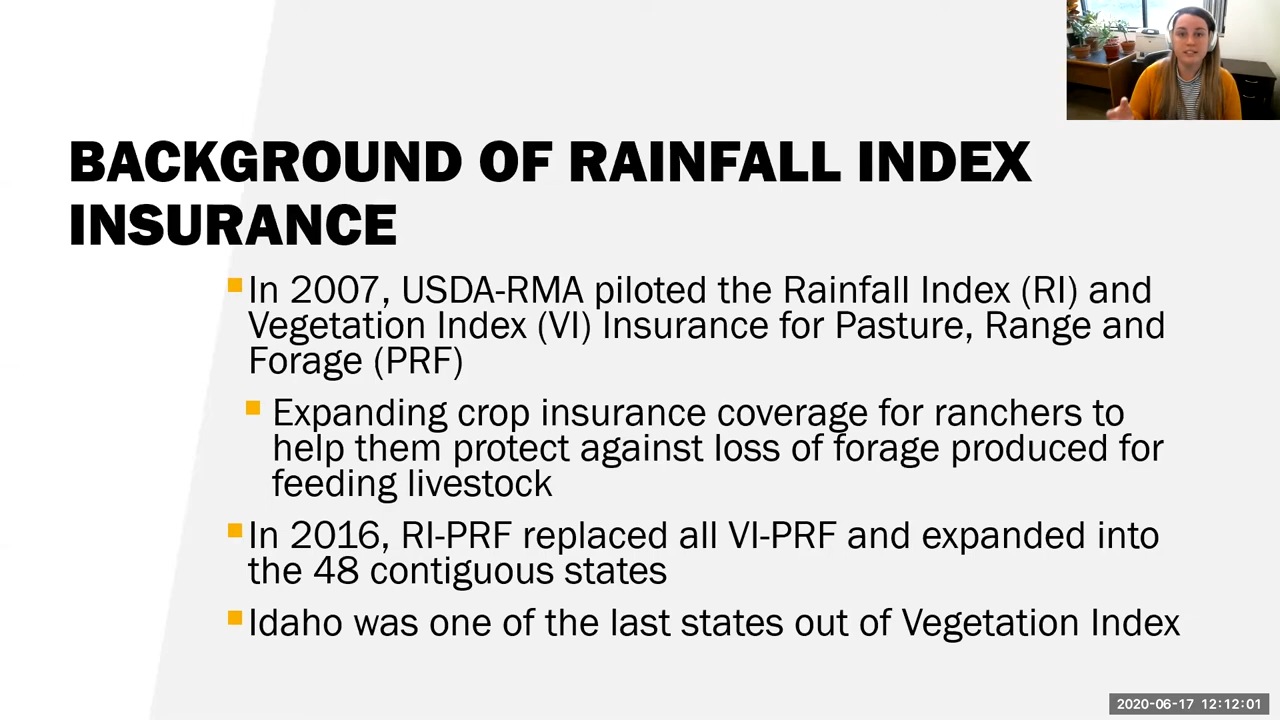 BACKGROUND OF RAINFALL INDEX
INSURANCE
In 2007, USDA-RMA piloted the Rainfall Index (RI) and
Vegetation Index (VI) Insurance for Pasture, Range and
Forage (PRF)
Expanding crop insurance coverage for ranchers to
help them protect against loss of forage produced for
feeding livestock
In 2016, RI-PRF replaced all VI-PRF and expanded into
the 48 contiguous states
Idaho was one of the last states out of Vegetation Index
2020-06-17 12:12:01